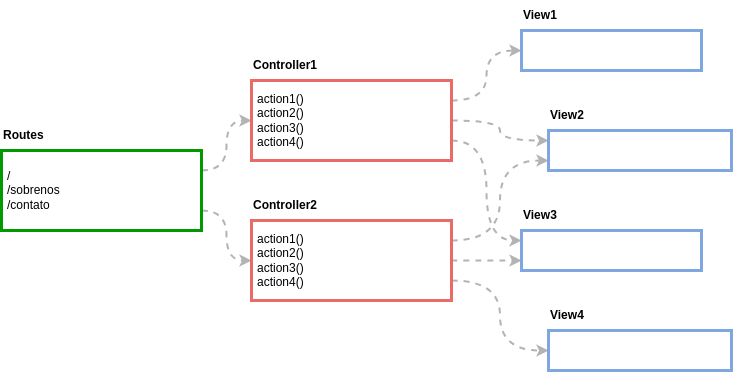 Routes
/
/sobrenos
/contato
Controller1
action1()
action2()
action3()
action4()
Controller2
action1()
action2()
action3()
action4()
View1
View2
View3
View4